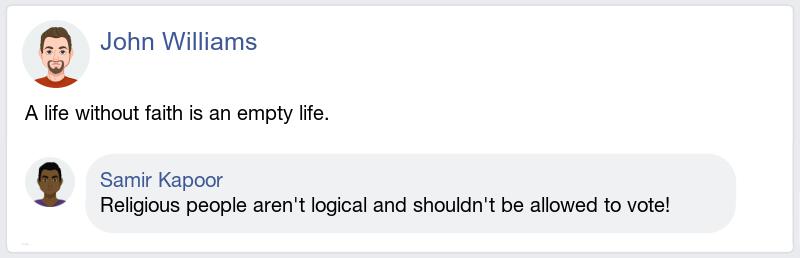 John Williams
A life without faith is an empty life.
Samir Kapoor
Religious people aren't logical and shouldn't be allowed to vote!